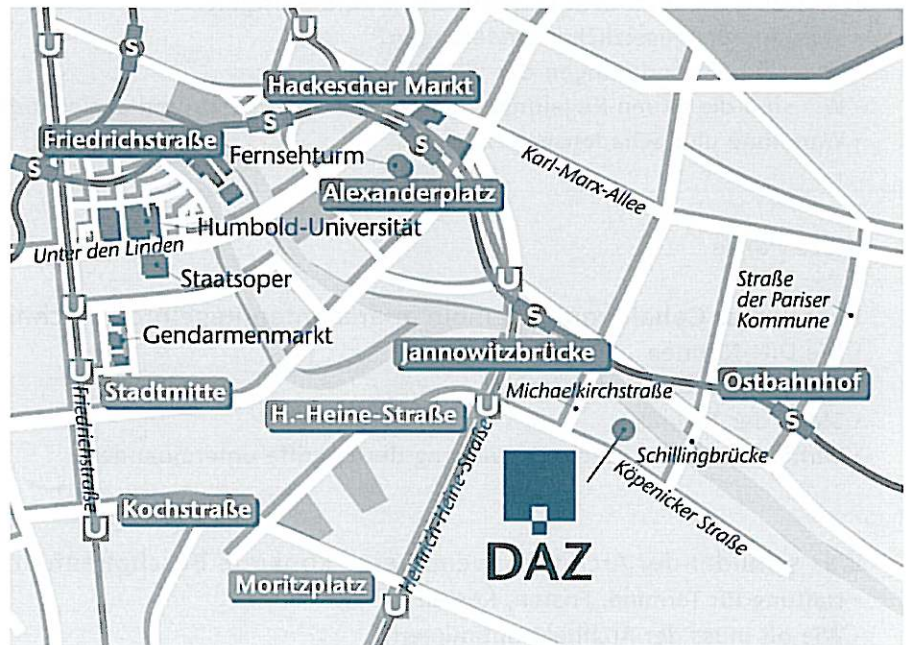 U
S
U
Hackescher Markt
S
Friedrichstraße
S
S
Fernsehturm
Alexanderplatz
Karl-Marx-Allee
Humbold-Universität
Unter den Linden
Staatsoper
U
Straße
der Pariser
Kommune
U
S
Gendarmenmarkt
Jannowitzbrücke
U
Stadtmitte
Ostbahnhof
Michaelkirchstraße
H.-Heine-Straße
U
S
Friedrichstraße
Schillingbrücke
Köpenicker Straße
Heinrich-Heine-Straße
Kochstraße
U
DAZ
Moritzplatz
U